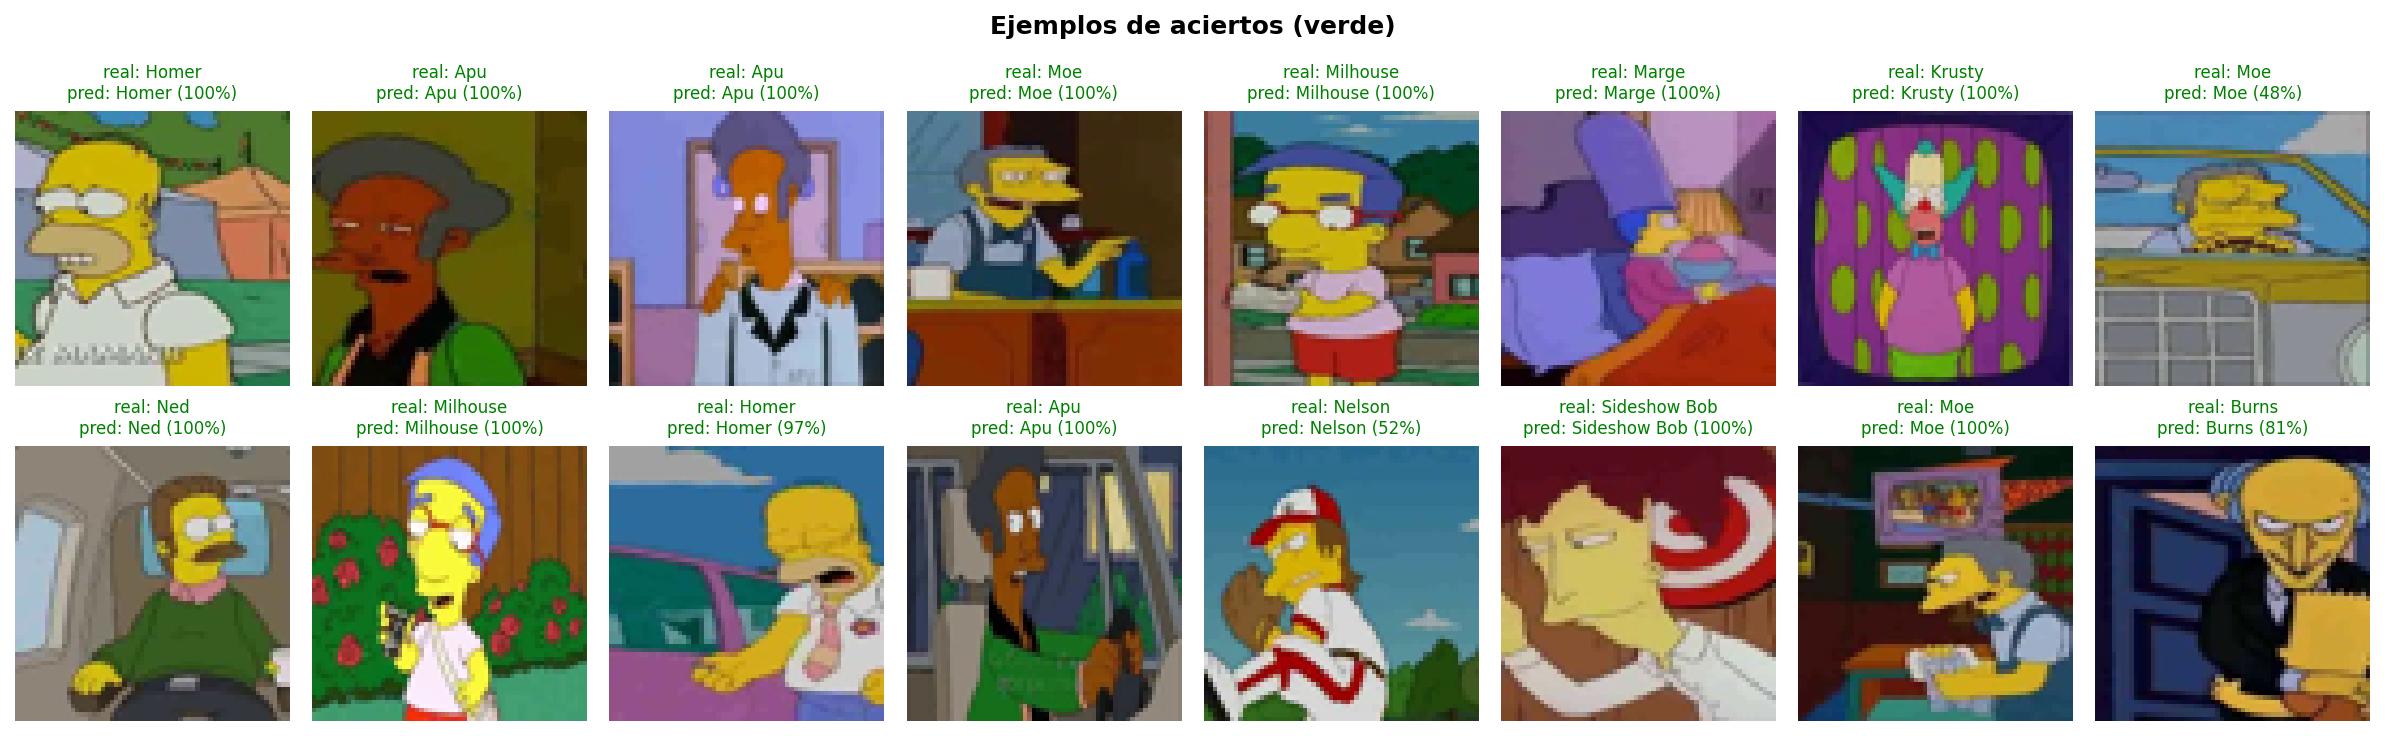 Ejemplos de aciertos (verde)
real: Homer
pred: Homer (100%)
real: Apu
pred: Apu (100%)
real: Apu
pred: Apu (100%)
real: Moe
pred: Moe (100%)
real: Milhouse
pred: Milhouse (100%)
real: Marge
pred: Marge (100%)
real: Krusty
pred: Krusty (100%)
real: Moe
pred: Moe (48%)
real: Ned
pred: Ned (100%)
real: Milhouse
pred: Milhouse (100%)
real: Homer
pred: Homer (97%)
real: Apu
pred: Apu (100%)
real: Nelson
pred: Nelson (52%)
real: Sideshow Bob
pred: Sideshow Bob (100%)
real: Moe
pred: Moe (100%)
real: Burns
pred: Burns (81%)